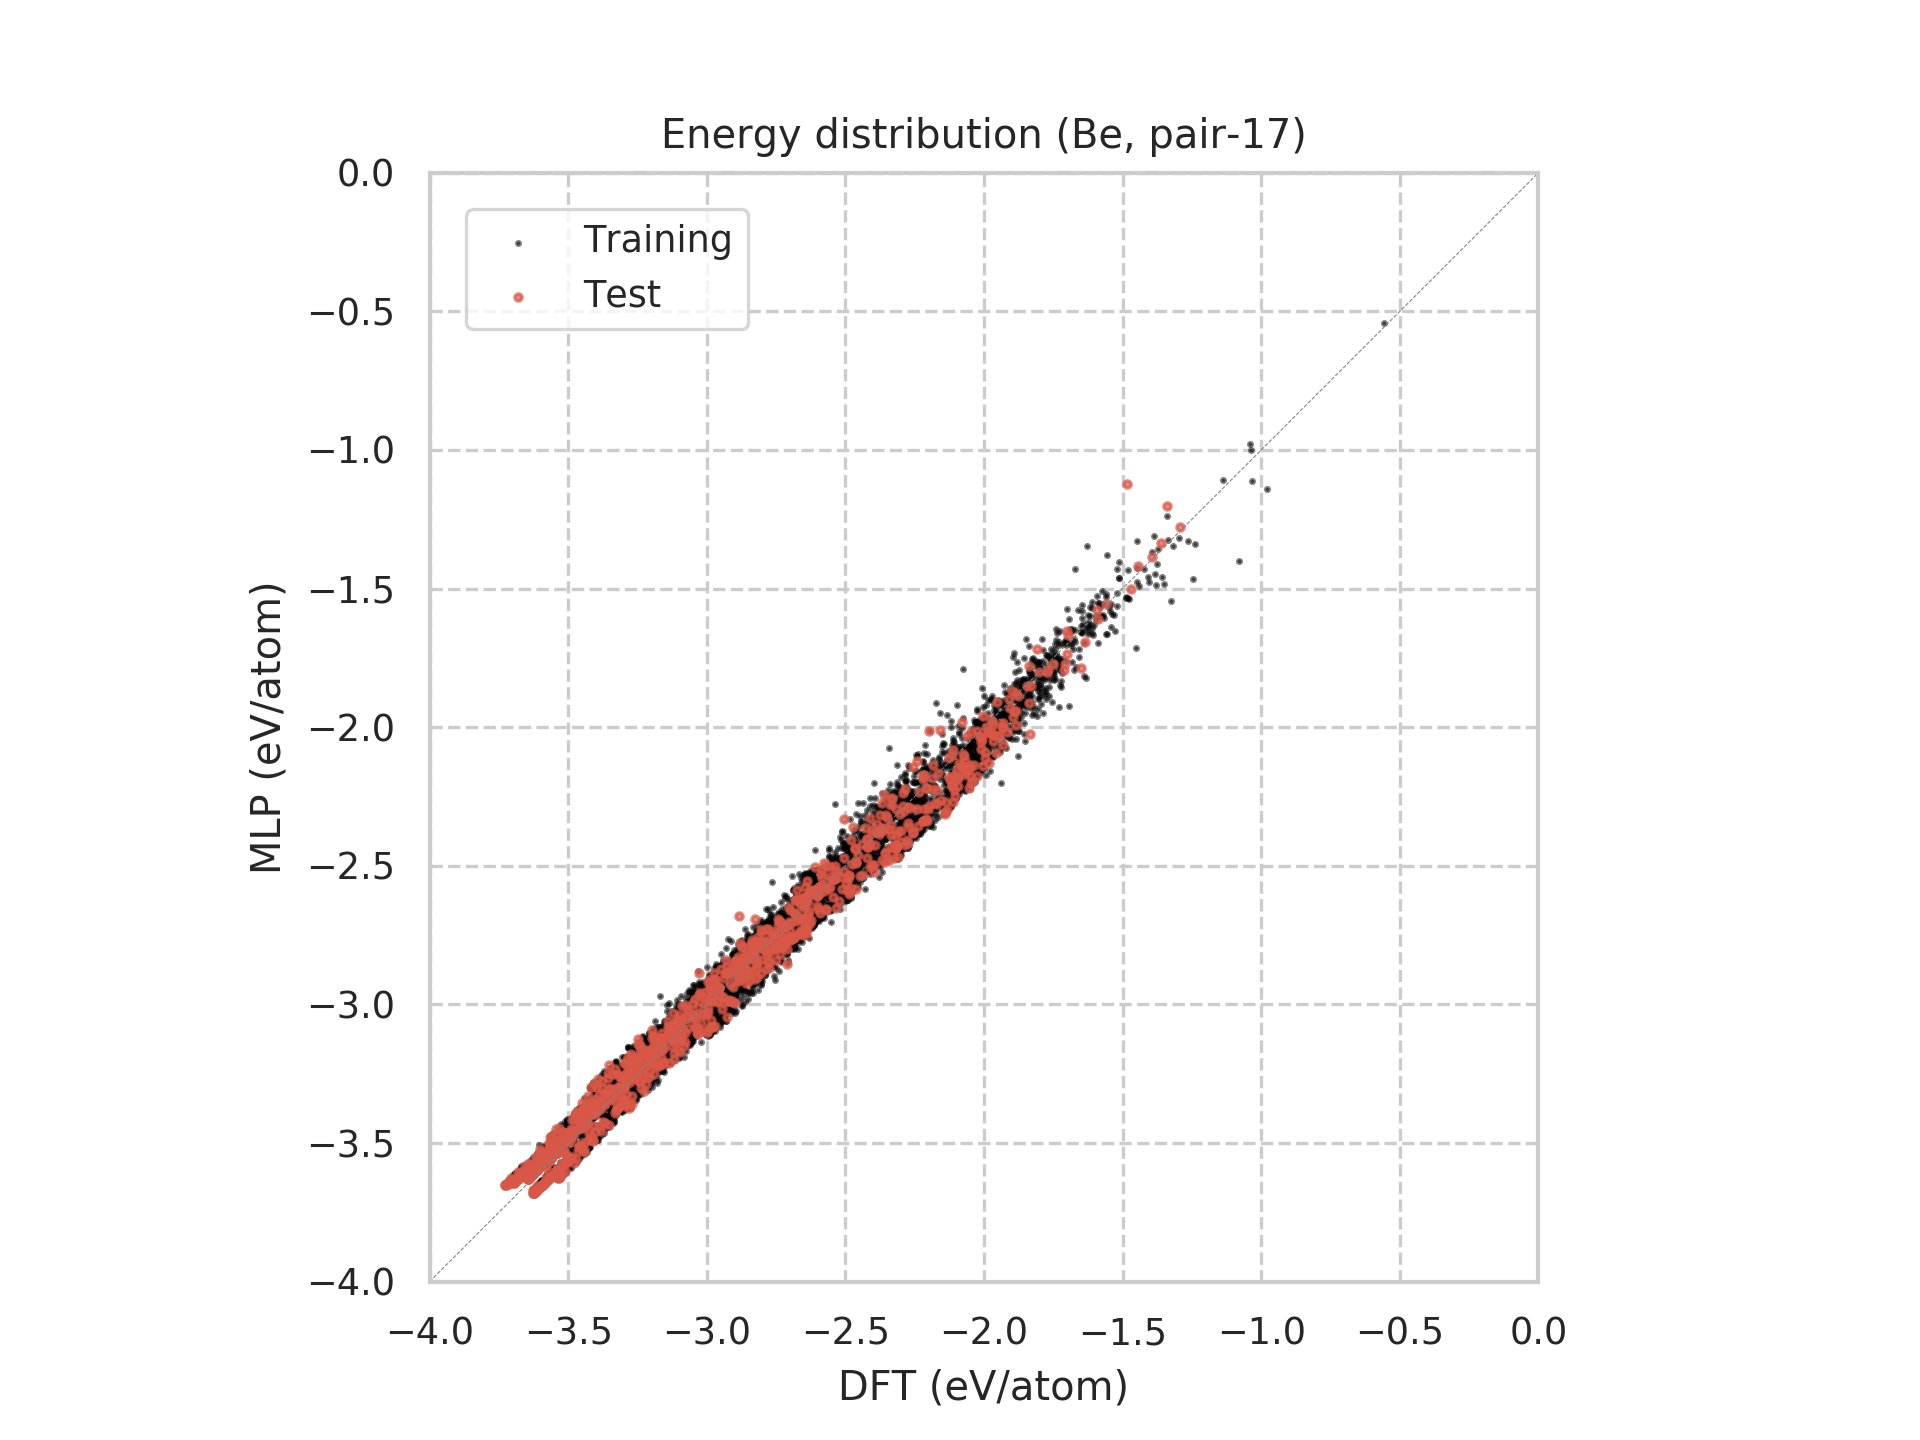 Energy distribution (Be, pair-17)
Training
Test
MLP (eV/atom)
0.0
−0.5
−1.0
−1.5
−2.0
−2.5
−3.0
−3.5
−4.0
−4.0 −3.5 −3.0 −2.5 −2.0 −1.5 −1.0 −0.5 0.0
DFT (eV/atom)